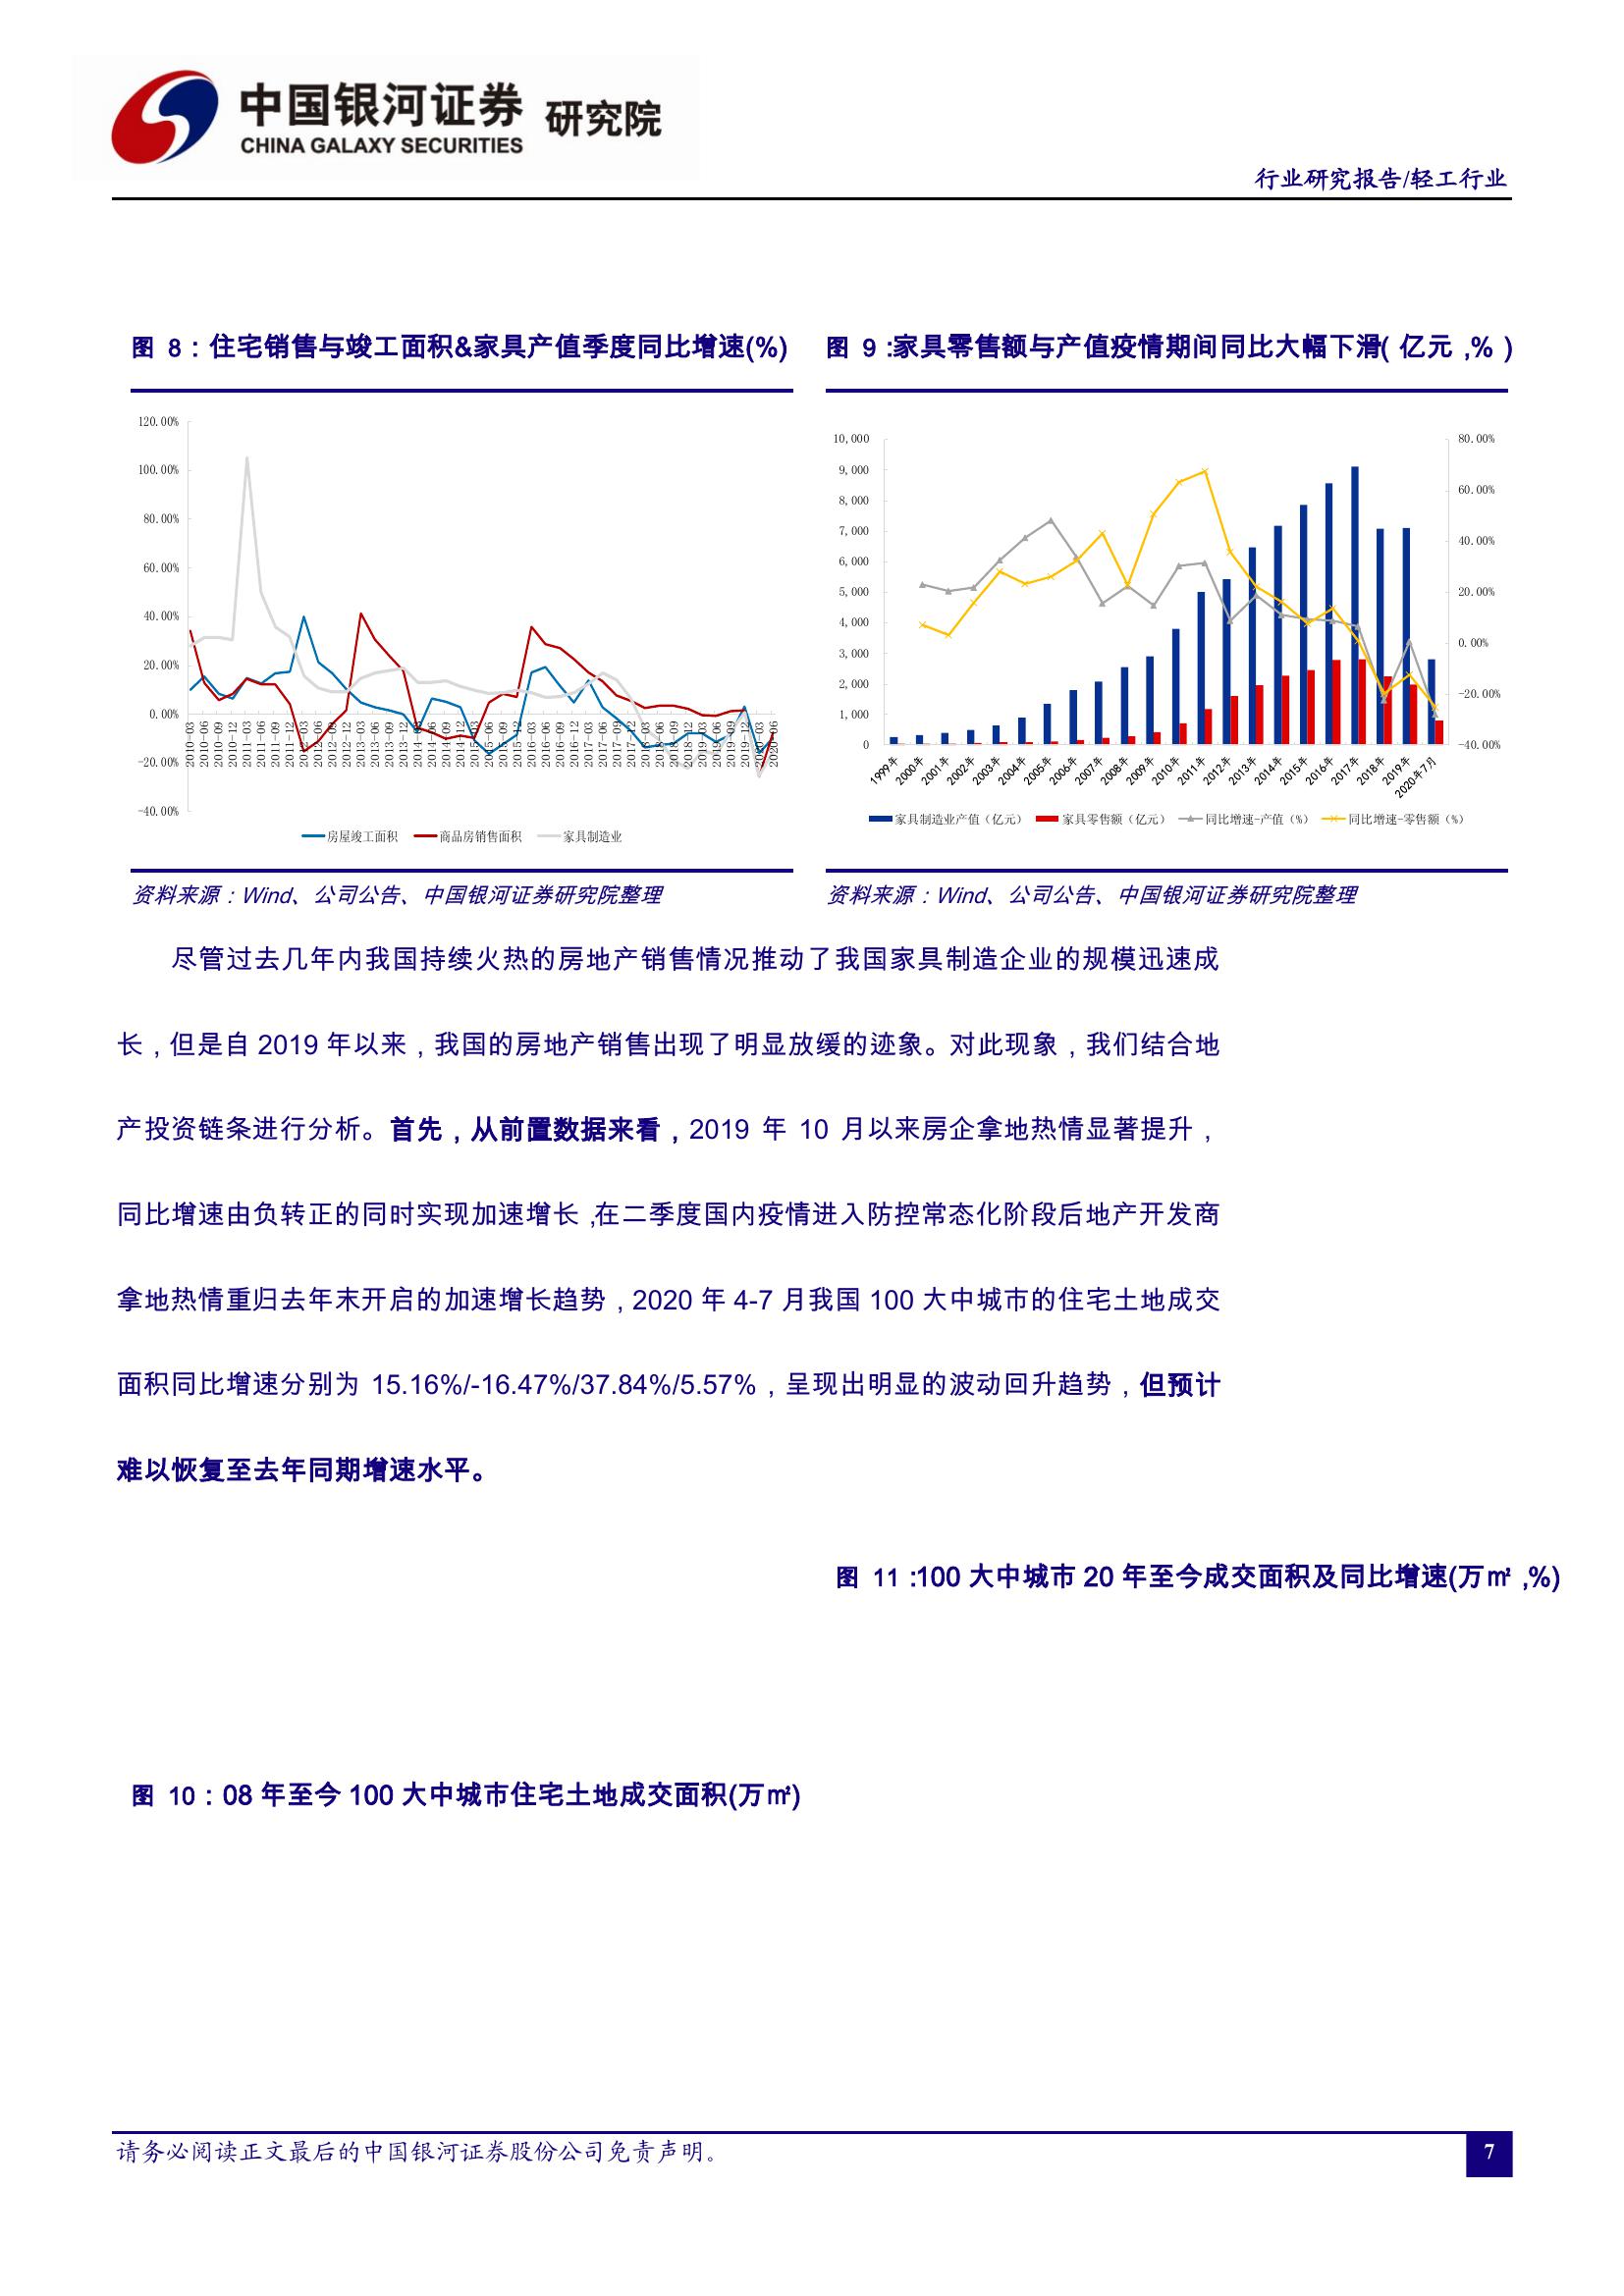 中国银河证券 研究院
CHINA GALAXY SECURITIES
行业研究报告/轻工行业
图 8：住宅销售与竣工面积&家具产值季度同比增速(%)
120.00%
100.00%
80.00%
60.00%
40.00%
20.00%
0.00%
-20.00%
-40.00%
2010-03
2010-06
2010-09
2010-12
2011-03
2011-06
2011-09
2011-12
2012-03
2012-06
2012-09
2012-12
2013-03
2013-06
2013-09
2013-12
2014-03
2014-06
2014-09
2014-12
2015-03
2015-06
2015-09
2015-12
2016-03
2016-06
2016-09
2016-12
2017-03
2017-06
2017-09
2017-12
2018-03
2018-06
2018-09
2018-12
2019-03
2019-06
2019-09
2019-12
2020-03
2020-06
房屋竣工面积 商品房销售面积 家具制造业
资料来源：Wind、公司公告、中国银河证券研究院整理
图 9：家具零售额与产值疫情期间同比大幅下滑(亿元，%)
10,000
9,000
8,000
7,000
6,000
5,000
4,000
3,000
2,000
1,000
0
80.00%
60.00%
40.00%
20.00%
0.00%
-20.00%
-40.00%
1999年
2000年
2001年
2002年
2003年
2004年
2005年
2006年
2007年
2008年
2009年
2010年
2011年
2012年
2013年
2014年
2015年
2016年
2017年
2018年
2019年
2020年7月
家具制造业产值（亿元） 家具零售额（亿元） 同比增速-产值（%） 同比增速-零售额（%）
资料来源：Wind、公司公告、中国银河证券研究院整理
尽管过去几年内我国持续火热的房地产销售情况推动了我国家具制造企业的规模迅速成
长，但是自 2019 年以来，我国的房地产销售出现了明显放缓的迹象。对此现象，我们结合地
产投资链条进行分析。首先，从前置数据来看，2019 年 10 月以来房企拿地热情显著提升，
同比增速由负转正的同时实现加速增长，在二季度国内疫情进入防控常态化阶段后地产开发商
拿地热情重归去年末开启的加速增长趋势，2020 年 4-7 月我国 100 大中城市的住宅土地成交
面积同比增速分别为 15.16%/-16.47%/37.84%/5.57%，呈现出明显的波动回升趋势，但预计
难以恢复至去年同期增速水平。
图 11：100 大中城市 20 年至今成交面积及同比增速(万㎡，%)
图 10：08 年至今 100 大中城市住宅土地成交面积(万㎡)
请务必阅读正文最后的中国银河证券股份公司免责声明。
7